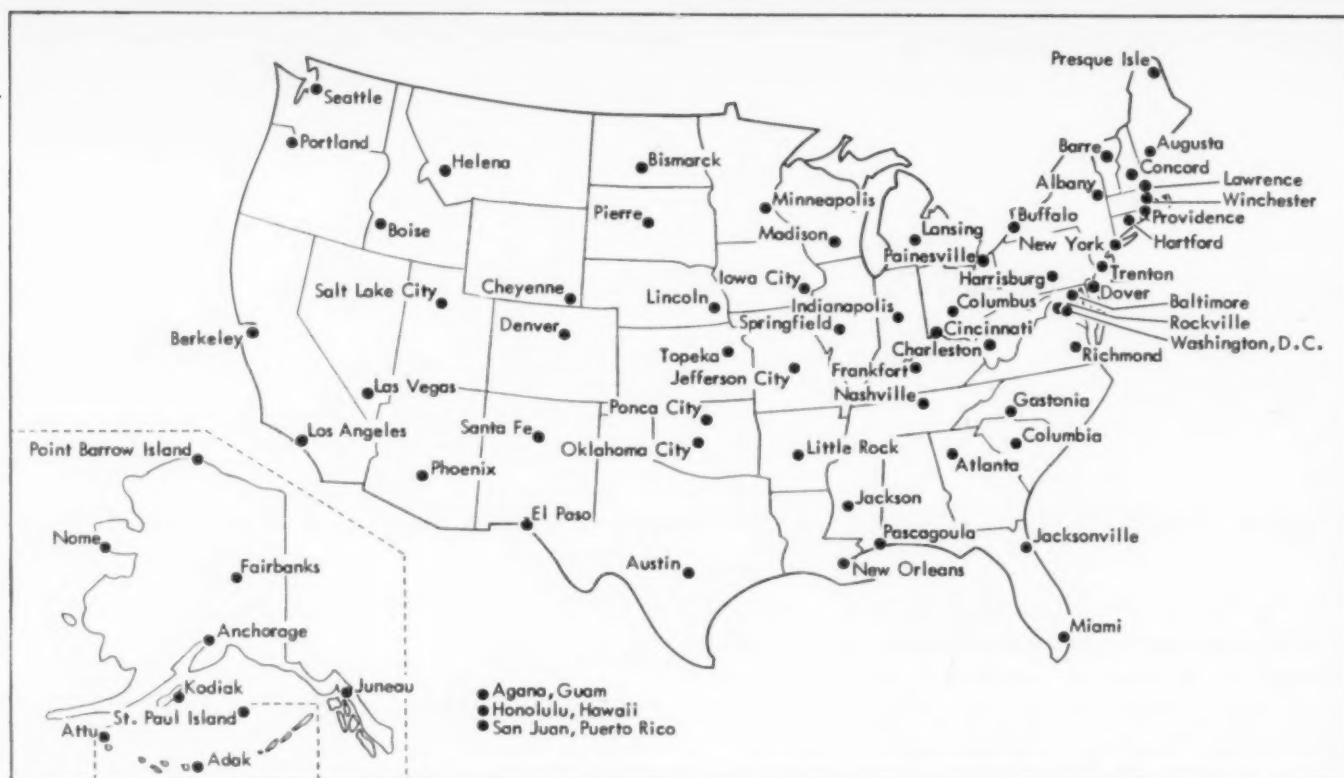 Presque Isle
Seattle
Portland
Helena
Bismarck
Barre
Augusta
Concord
Lawrence
Albany
Winchester
Minneapolis
Pierre
Boise
Buffalo
Providence
Madison
Lansing
New York
Hartford
Painesville
Trenton
Harrisburg
Iowa City
Salt Lake City
Cheyenne
Lincoln
Indianapolis
Columbus
Dover
Baltimore
Denver
Springfield
Cincinnati
Rockville
Berkeley
Charleston
Washington, D.C.
Topeka
Richmond
Jefferson City
Frankfort
Las Vegas
Nashville
Ponca City
Gastonia
Los Angeles
Santa Fe
Oklahoma City
Little Rock
Columbia
Point Barrow Island
Phoenix
Atlanta
Jackson
El Paso
Nome
Pascagoula
Jacksonville
Fairbanks
Austin
New Orleans
Anchorage
Miami
Kodiak
Juneau
Agana, Guam
St. Paul Island
Honolulu, Hawaii
Attu
San Juan, Puerto Rico
Adak